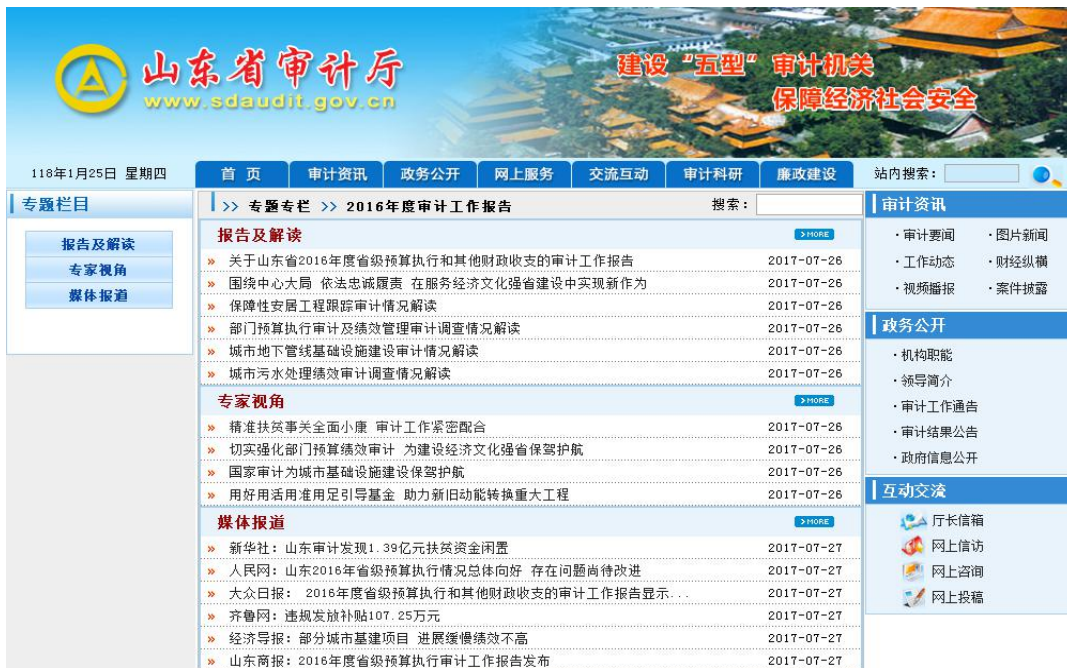 山东省审计厅
www.sdaudit.gov.cn
建设“五型”审计机关
保障经济社会安全
118年1月25日 星期四
首 页 审计资讯 政务公开 网上服务 交流互动 审计科研 廉政建设 站内搜索：
专题栏目
报告及解读
专家视角
媒体报道
>> 专题专栏 >> 2016年度审计工作报告 搜索：
报告及解读 >MORE
» 关于山东省2016年度省级预算执行和其他财政收支的审计工作报告 2017-07-26
» 围绕中心大局 依法忠诚履责 在服务经济文化强省建设中实现新作为 2017-07-26
» 保障性安居工程跟踪审计情况解读 2017-07-26
» 部门预算执行审计及绩效管理审计调查情况解读 2017-07-26
» 城市地下管线基础设施建设审计情况解读 2017-07-26
» 城市污水处理绩效审计调查情况解读 2017-07-26
专家视角 >MORE
» 精准扶贫事关全面小康 审计工作紧密配合 2017-07-26
» 切实强化部门预算绩效审计 为建设经济文化强省保驾护航 2017-07-26
» 国家审计为城市基础设施建设保驾护航 2017-07-26
» 用好用活用准用足引导基金 助力新旧动能转换重大工程 2017-07-26
媒体报道 >MORE
» 新华社：山东审计发现1.39亿元扶贫资金闲置 2017-07-27
» 人民网：山东2016年省级预算执行情况总体向好 存在问题尚待改进 2017-07-27
» 大众日报： 2016年度省级预算执行和其他财政收支的审计工作报告显示... 2017-07-27
» 齐鲁网：违规发放补贴107.25万元 2017-07-27
» 经济导报：部分城市基建项目 进展缓慢绩效不高 2017-07-27
» 山东商报：2016年度省级预算执行审计工作报告发布 2017-07-27
审计资讯
·审计要闻 ·图片新闻
·工作动态 ·财经纵横
·视频播报 ·案件披露
政务公开
·机构职能
·领导简介
·审计工作通告
·审计结果公告
·政府信息公开
互动交流
厅长信箱
网上信访
网上咨询
网上投稿